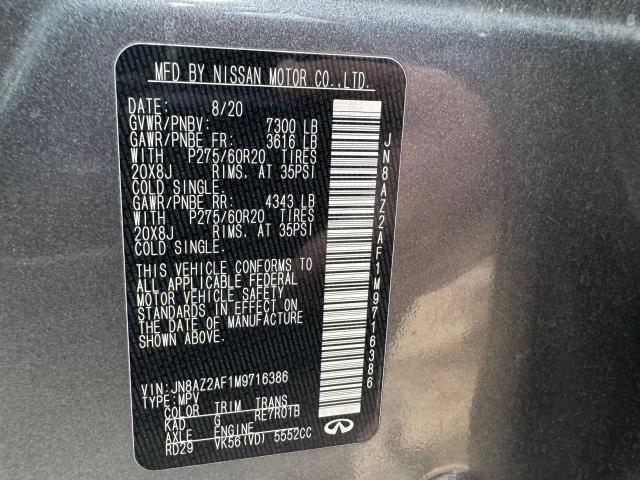 MFD BY NISSAN MOTOR CO.,LTD.
DATE: 8/20
GVWR/PNBV: 7300 LB
GAWR/PNBE FR: 3616 LB
WITH P275/60R20 TIRES
20X8J RIMS. AT 35PSI
COLD SINGLE.
GAWR/PNBE RR: 4343 LB
WITH P275/60R20 TIRES
20X8J RIMS. AT 35PSI
COLD SINGLE.
THIS VEHICLE CONFORMS TO
ALL APPLICABLE FEDERAL
MOTOR VEHICLE SAFETY
STANDARDS IN EFFECT ON
THE DATE OF MANUFACTURE
SHOWN ABOVE.
VIN: JN8AZ2AF1M9716386
TYPE: MPV
COLOR TRIM TRANS
KAD G RE7R01B
AXLE ENGINE
RD29 VK56(VD) 5552CC
JN8AZ2AF1M9716386